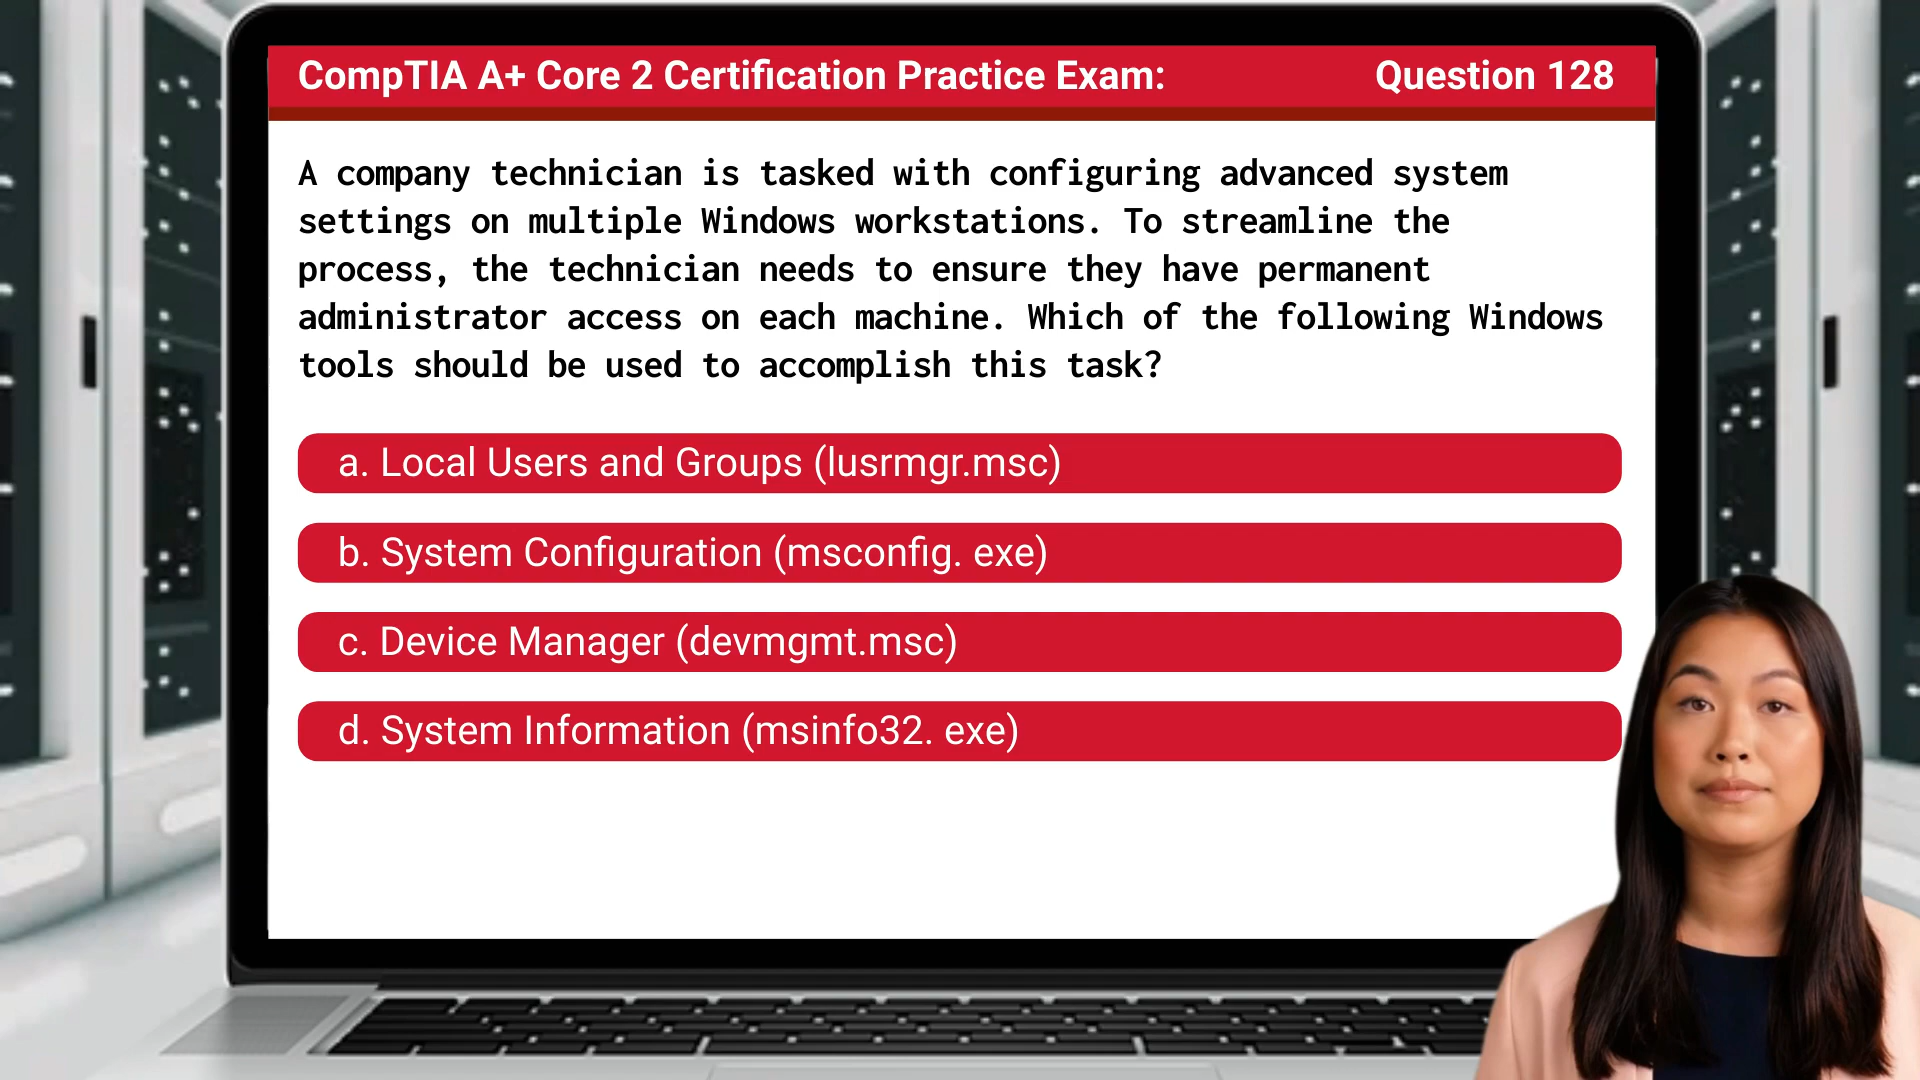 CompTIA A+ Core 2 Certification Practice Exam: Question 128
A company technician is tasked with configuring advanced system
settings on multiple Windows workstations. To streamline the
process, the technician needs to ensure they have permanent
administrator access on each machine. Which of the following Windows
tools should be used to accomplish this task?
a. Local Users and Groups (lusrmgr.msc)
b. System Configuration (msconfig. exe)
c. Device Manager (devmgmt.msc)
d. System Information (msinfo32. exe)